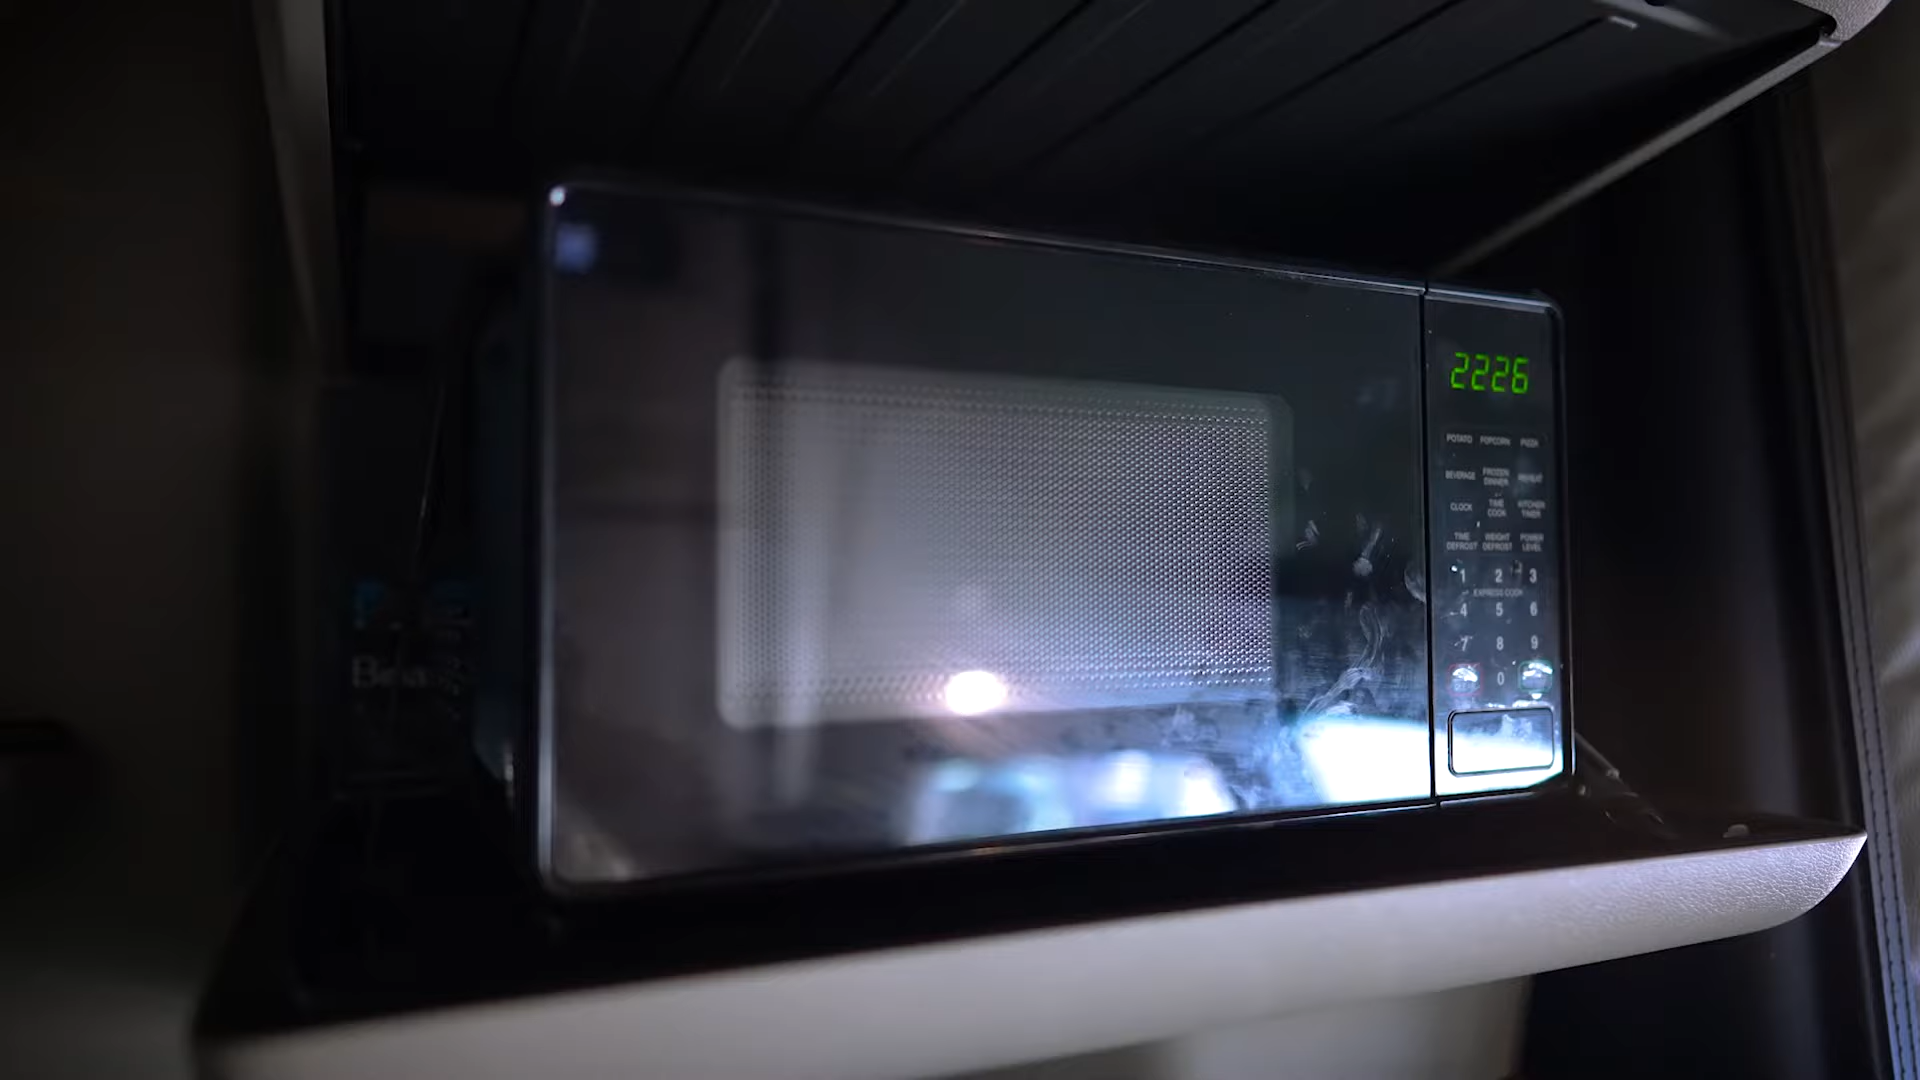 2226
POTATO POPCORN PIZZA
BEVERAGE FROZEN DINNER REHEAT
CLOCK TIME COOK KITCHEN TIMER
TIME DEFROST WEIGHT DEFROST POWER LEVEL
1 2 3
EXPRESS COOK
4 5 6
7 8 9
0